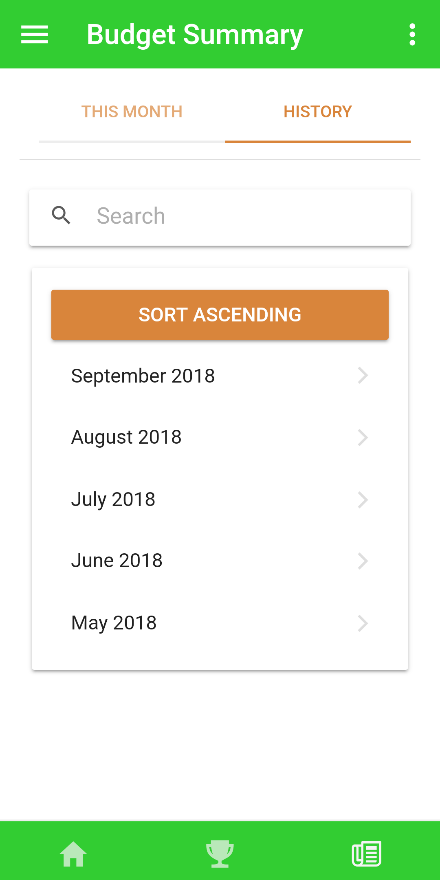 Budget Summary
THIS MONTH
HISTORY
Search
SORT ASCENDING
September 2018
August 2018
July 2018
June 2018
May 2018